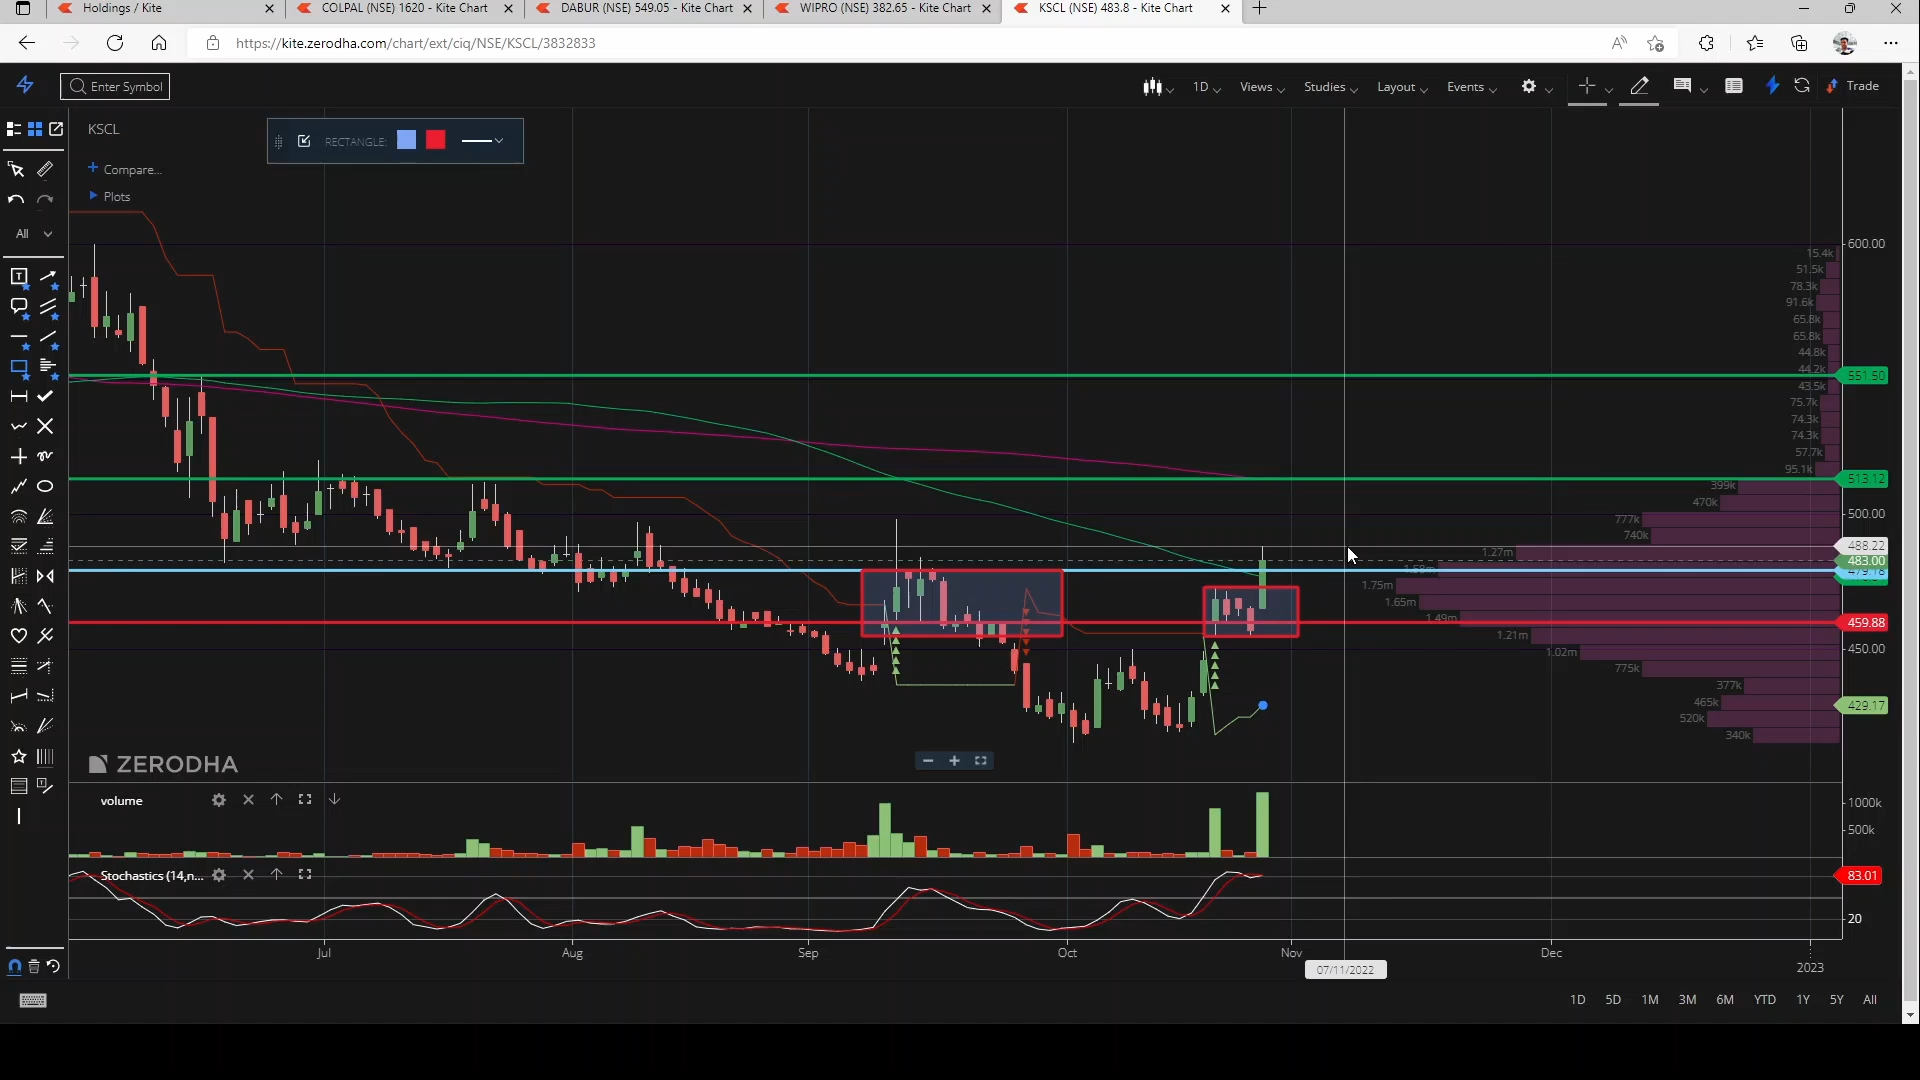 Holdings / Kite
COLPAL (NSE) 1620 - Kite Chart
DABUR (NSE) 549.05 - Kite Chart
WIPRO (NSE) 382.65 - Kite Chart
KSCL (NSE) 483.8 - Kite Chart
https://kite.zerodha.com/chart/ext/ciq/NSE/KSCL/3832833
Enter Symbol
1D
Views
Studies
Layout
Events
Trade
KSCL
RECTANGLE:
Compare...
Plots
All
600.00
15.4k
51.5k
78.3k
91.6k
65.8k
65.8k
44.8k
44.2k
551.50
43.5k
75.7k
74.3k
74.3k
57.7k
95.1k
513.12
399k
470k
500.00
777k
740k
488.22
1.27m
483.00
479.18
1.75m
1.65m
1.49m
459.88
1.21m
450.00
1.02m
775k
377k
465k
429.17
520k
340k
ZERODHA
volume
1000k
500k
Stochastics (14,n...
83.01
20
Jul
Aug
Sep
Oct
Nov
Dec
2023
07/11/2022
1D
5D
1M
3M
6M
YTD
1Y
5Y
All